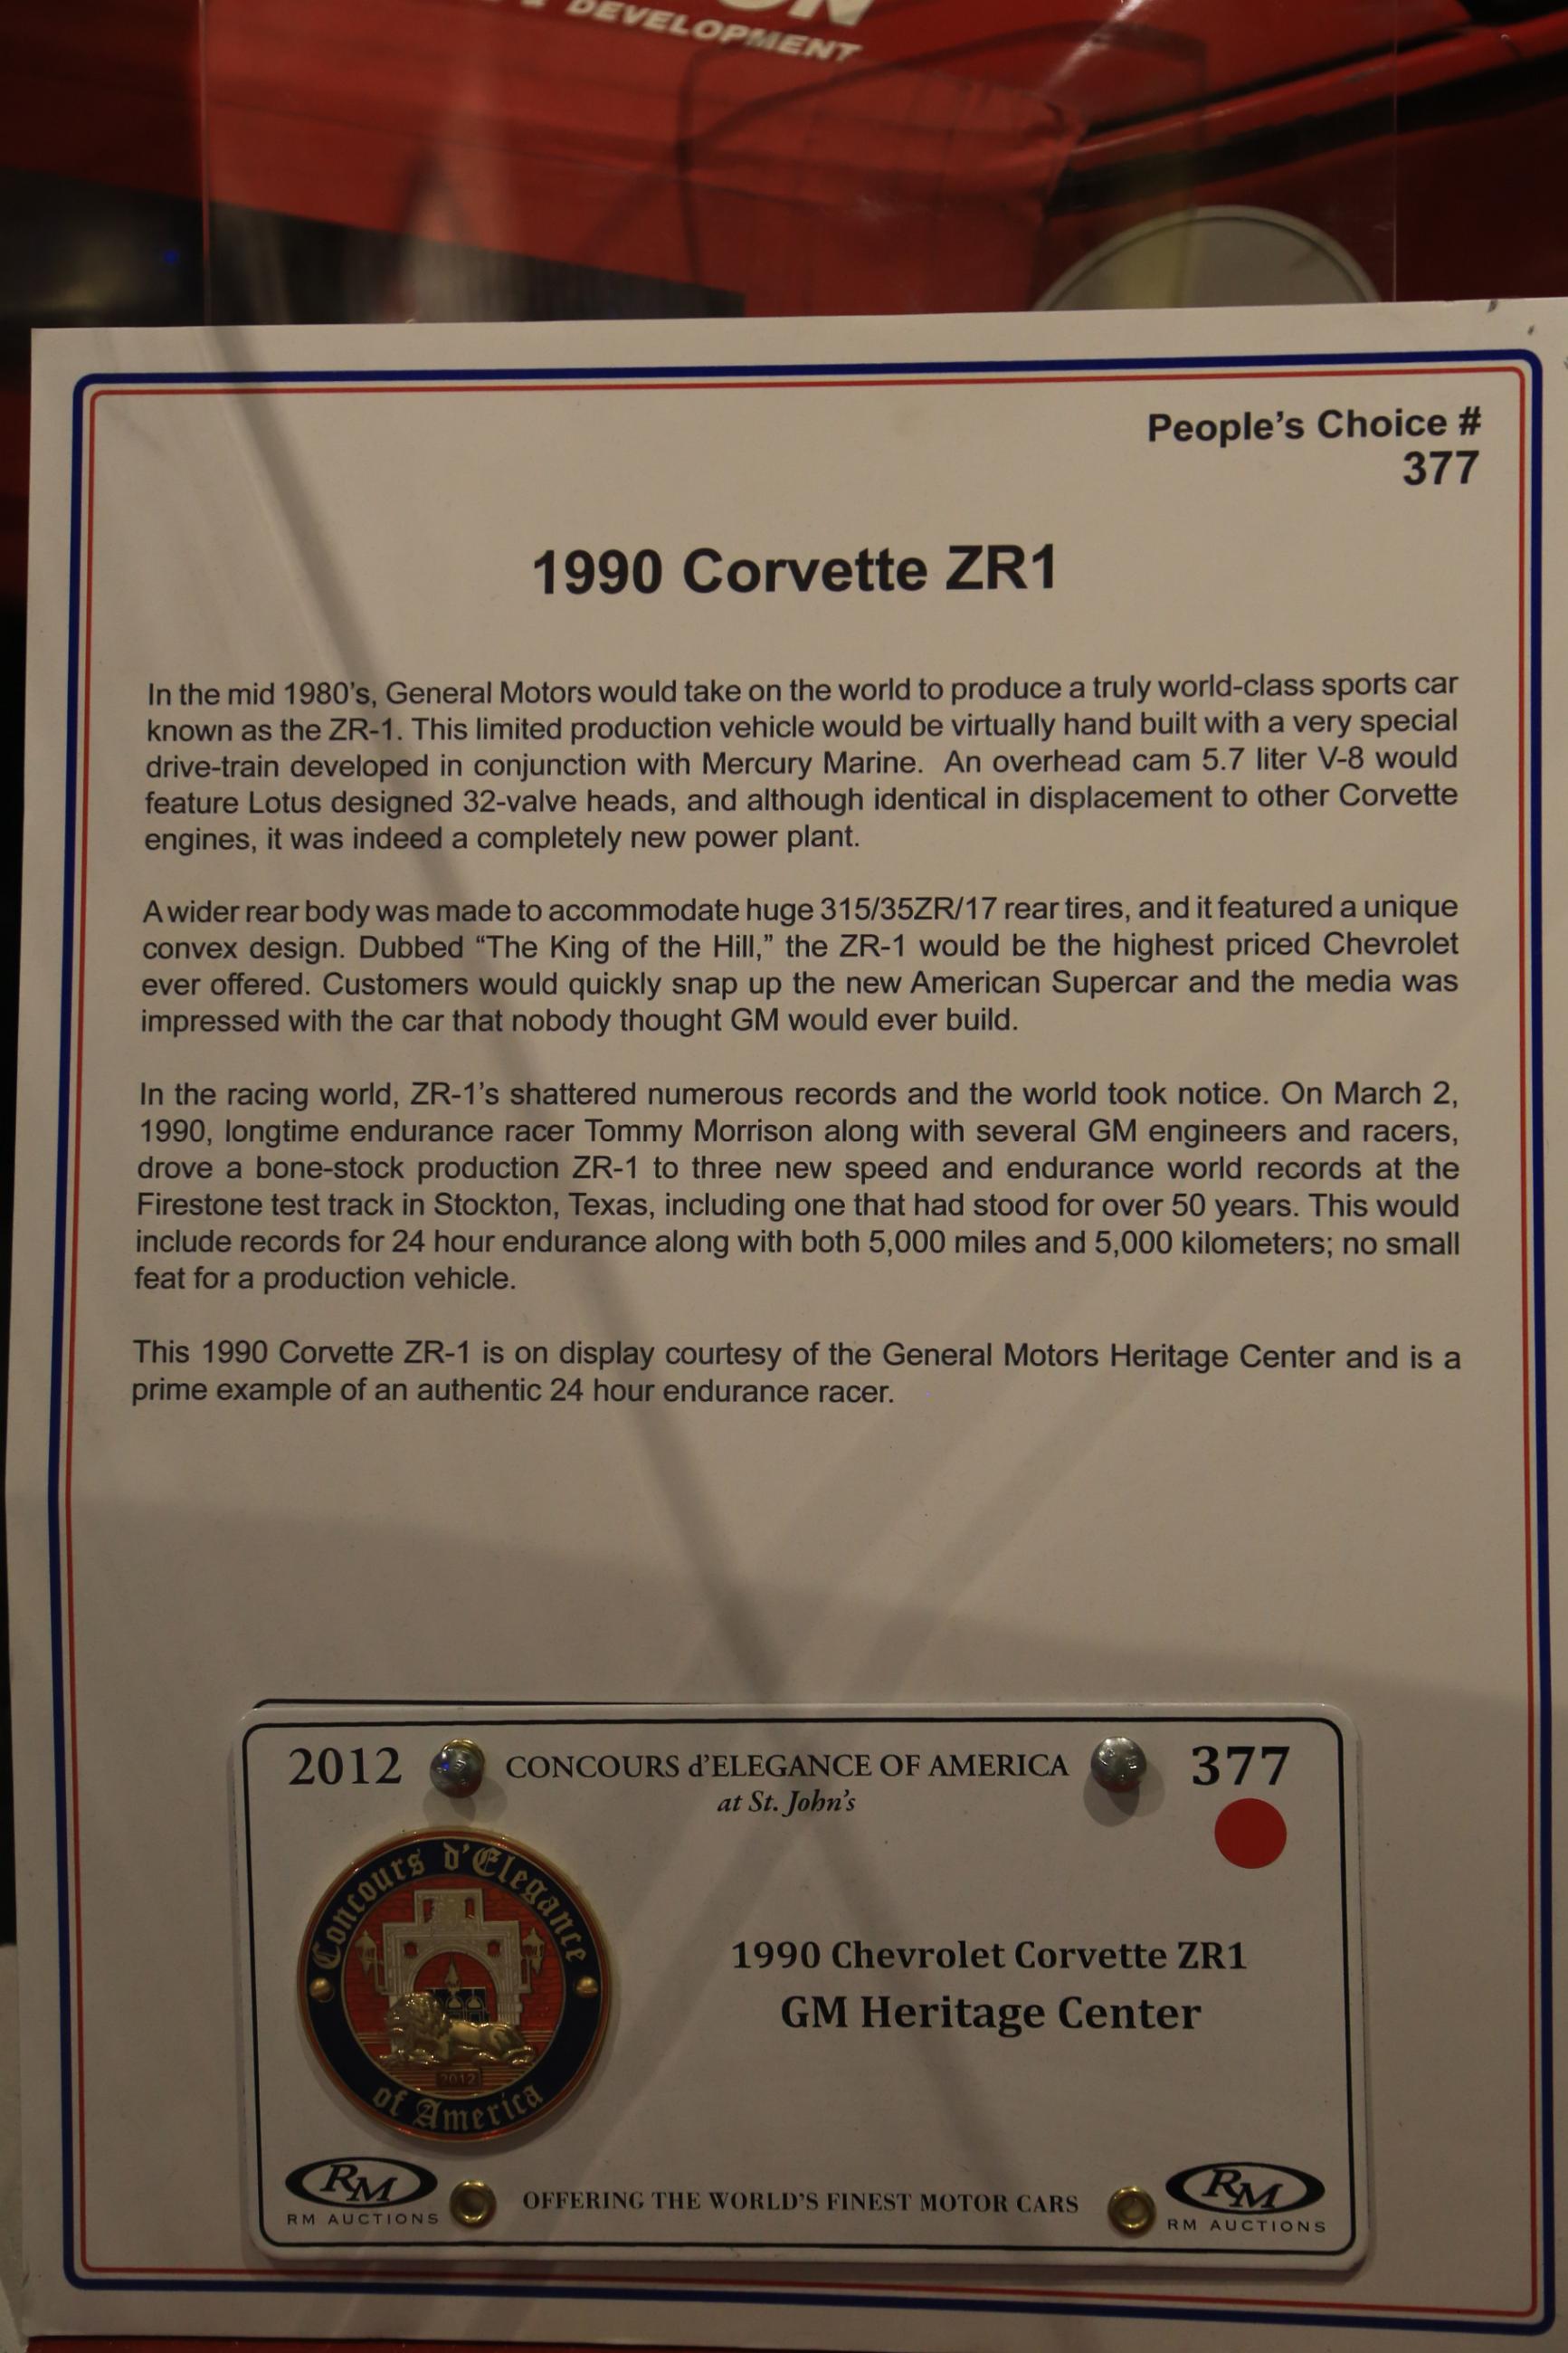 DEVELOPMENT
People's Choice #
377
1990 Corvette ZR1
In the mid 1980's, General Motors would take on the world to produce a truly world-class sports car
known as the ZR-1. This limited production vehicle would be virtually hand built with a very special
drive-train developed in conjunction with Mercury Marine. An overhead cam 5.7 liter V-8 would
feature Lotus designed 32-valve heads, and although identical in displacement to other Corvette
engines, it was indeed a completely new power plant.
A wider rear body was made to accommodate huge 315/35ZR/17 rear tires, and it featured a unique
convex design. Dubbed “The King of the Hill,” the ZR-1 would be the highest priced Chevrolet
ever offered. Customers would quickly snap up the new American Supercar and the media was
impressed with the car that nobody thought GM would ever build.
In the racing world, ZR-1's shattered numerous records and the world took notice. On March 2,
1990, longtime endurance racer Tommy Morrison along with several GM engineers and racers,
drove a bone-stock production ZR-1 to three new speed and endurance world records at the
Firestone test track in Stockton, Texas, including one that had stood for over 50 years. This would
include records for 24 hour endurance along with both 5,000 miles and 5,000 kilometers; no small
feat for a production vehicle.
This 1990 Corvette ZR-1 is on display courtesy of the General Motors Heritage Center and is a
prime example of an authentic 24 hour endurance racer.
2012 CONCOURS d'ELEGANCE OF AMERICA 377
at St. John's
Concours d'Elegance
2012
of America
1990 Chevrolet Corvette ZR1
GM Heritage Center
RM
RM AUCTIONS
OFFERING THE WORLD'S FINEST MOTOR CARS
RM
RM AUCTIONS